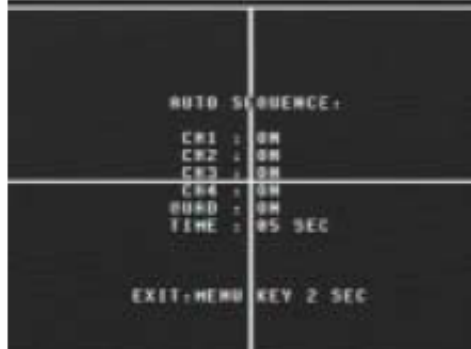 AUTO SEQUENCE:
CH1 : ON
CH2 : ON
CH3 : ON
CH4 : ON
QUAD : ON
TIME : 05 SEC
EXIT:MENU KEY 2 SEC